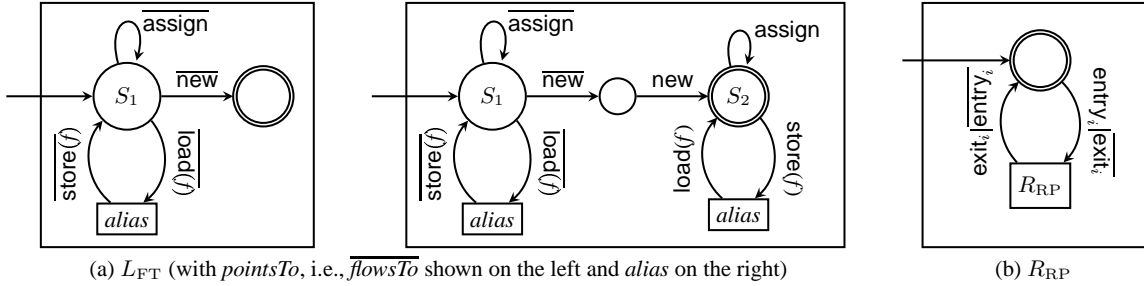 assign
new
S1
store(f)
load(f)
alias
assign
new
new
assign
S1
S2
store(f)
load(f)
load(f)
store(f)
alias
alias
exit_i|entry_i
entry_i|exit_i
R_RP
(a) L_FT (with pointsTo, i.e., flowsTo shown on the left and alias on the right)
(b) R_RP